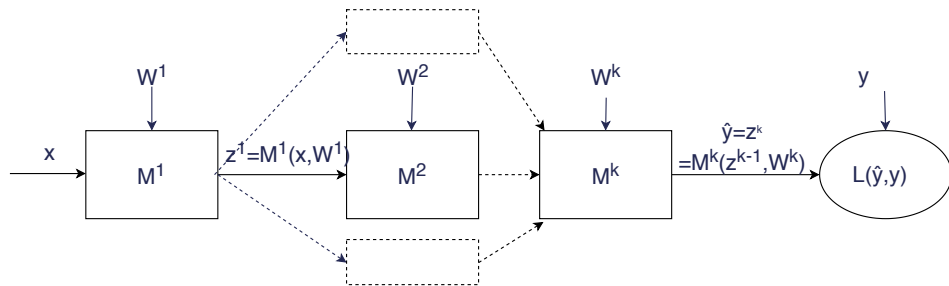 W¹
W²
Wᵏ
y
x
M¹
z¹=M¹(x,W¹)
M²
Mᵏ
ŷ=zᵏ
=Mᵏ(zᵏ⁻¹,Wᵏ)
L(ŷ,y)